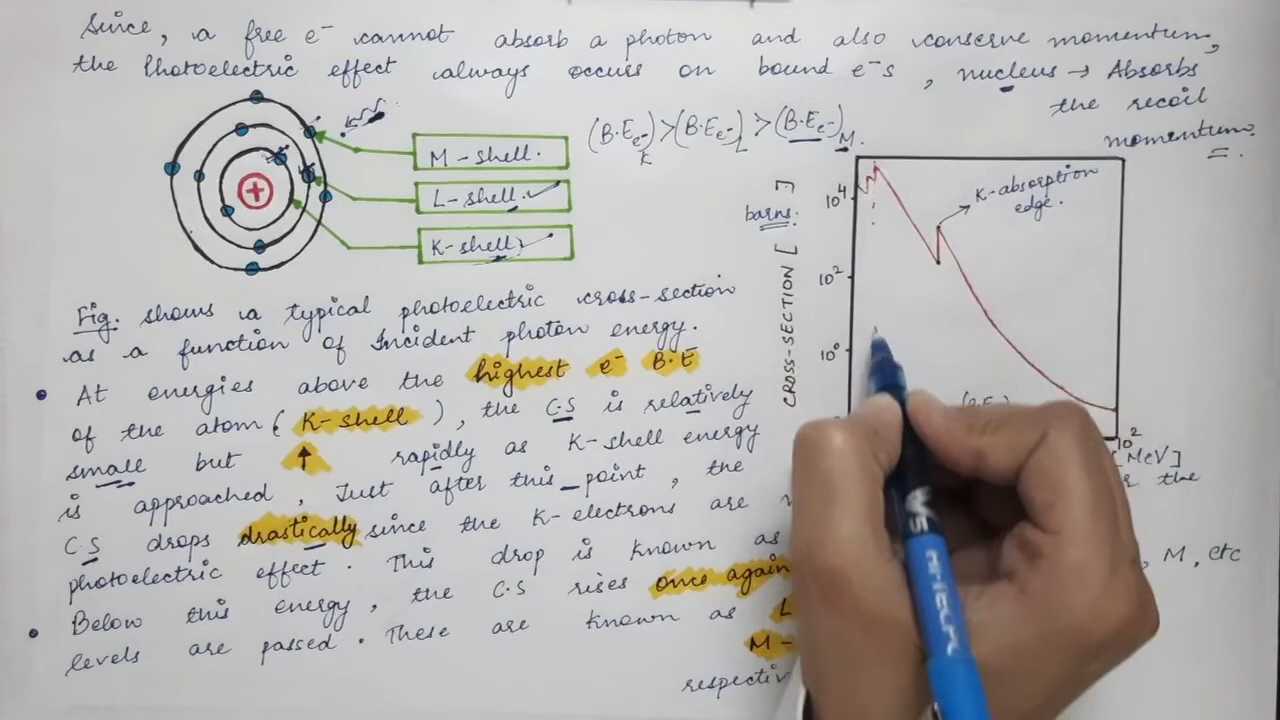 Since, a free e⁻ cannot absorb a photon and also conserve momentum,
the Photoelectric effect always occurs on bound e⁻s, nucleus → Absorbs
the recoil
momentum.
(B.E e⁻)K > (B.E e⁻)L > (B.E e⁻)M.
M-shell.
L-shell.
K-shell
+
K-absorption
edge.
CROSS-SECTION [barns.]
10⁴
10²
10⁰
10²
[MeV]
Fig. shows a typical photoelectric cross-section
as a function of Incident photon energy.
• At energies above the highest e⁻ B.E
of the atom (K-shell), the C.S is relatively
small but ↑ rapidly as K-shell energy
is approached, Just after this point, the
C.S drops drastically since the K-electrons are
photoelectric effect. This drop is known as
• Below this energy, the C.S rises once again
levels are passed. These are known as L
M-
the
, M, etc